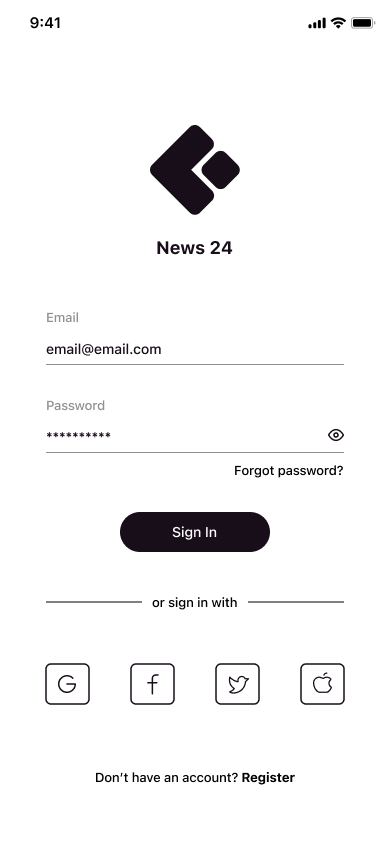 9:41
News 24
Email
email@email.com
Password
**********
Forgot password?
Sign In
or sign in with
Don't have an account? Register